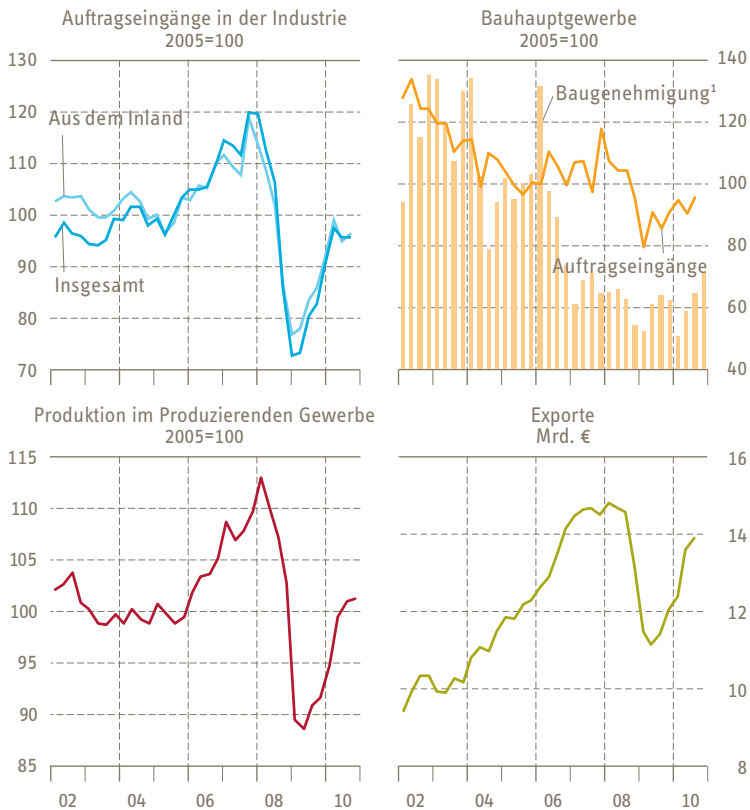 Auftragseingänge in der Industrie
2005=100
130
120
110
100
90
80
70
Aus dem Inland
Insgesamt
Bauhauptgewerbe
2005=100
140
120
100
80
60
40
Baugenehmigung¹
Auftragseingänge
Produktion im Produzierenden Gewerbe
2005=100
115
110
105
100
95
90
85
02 04 06 08 10
Exporte
Mrd. €
16
14
12
10
8
02 04 06 08 10